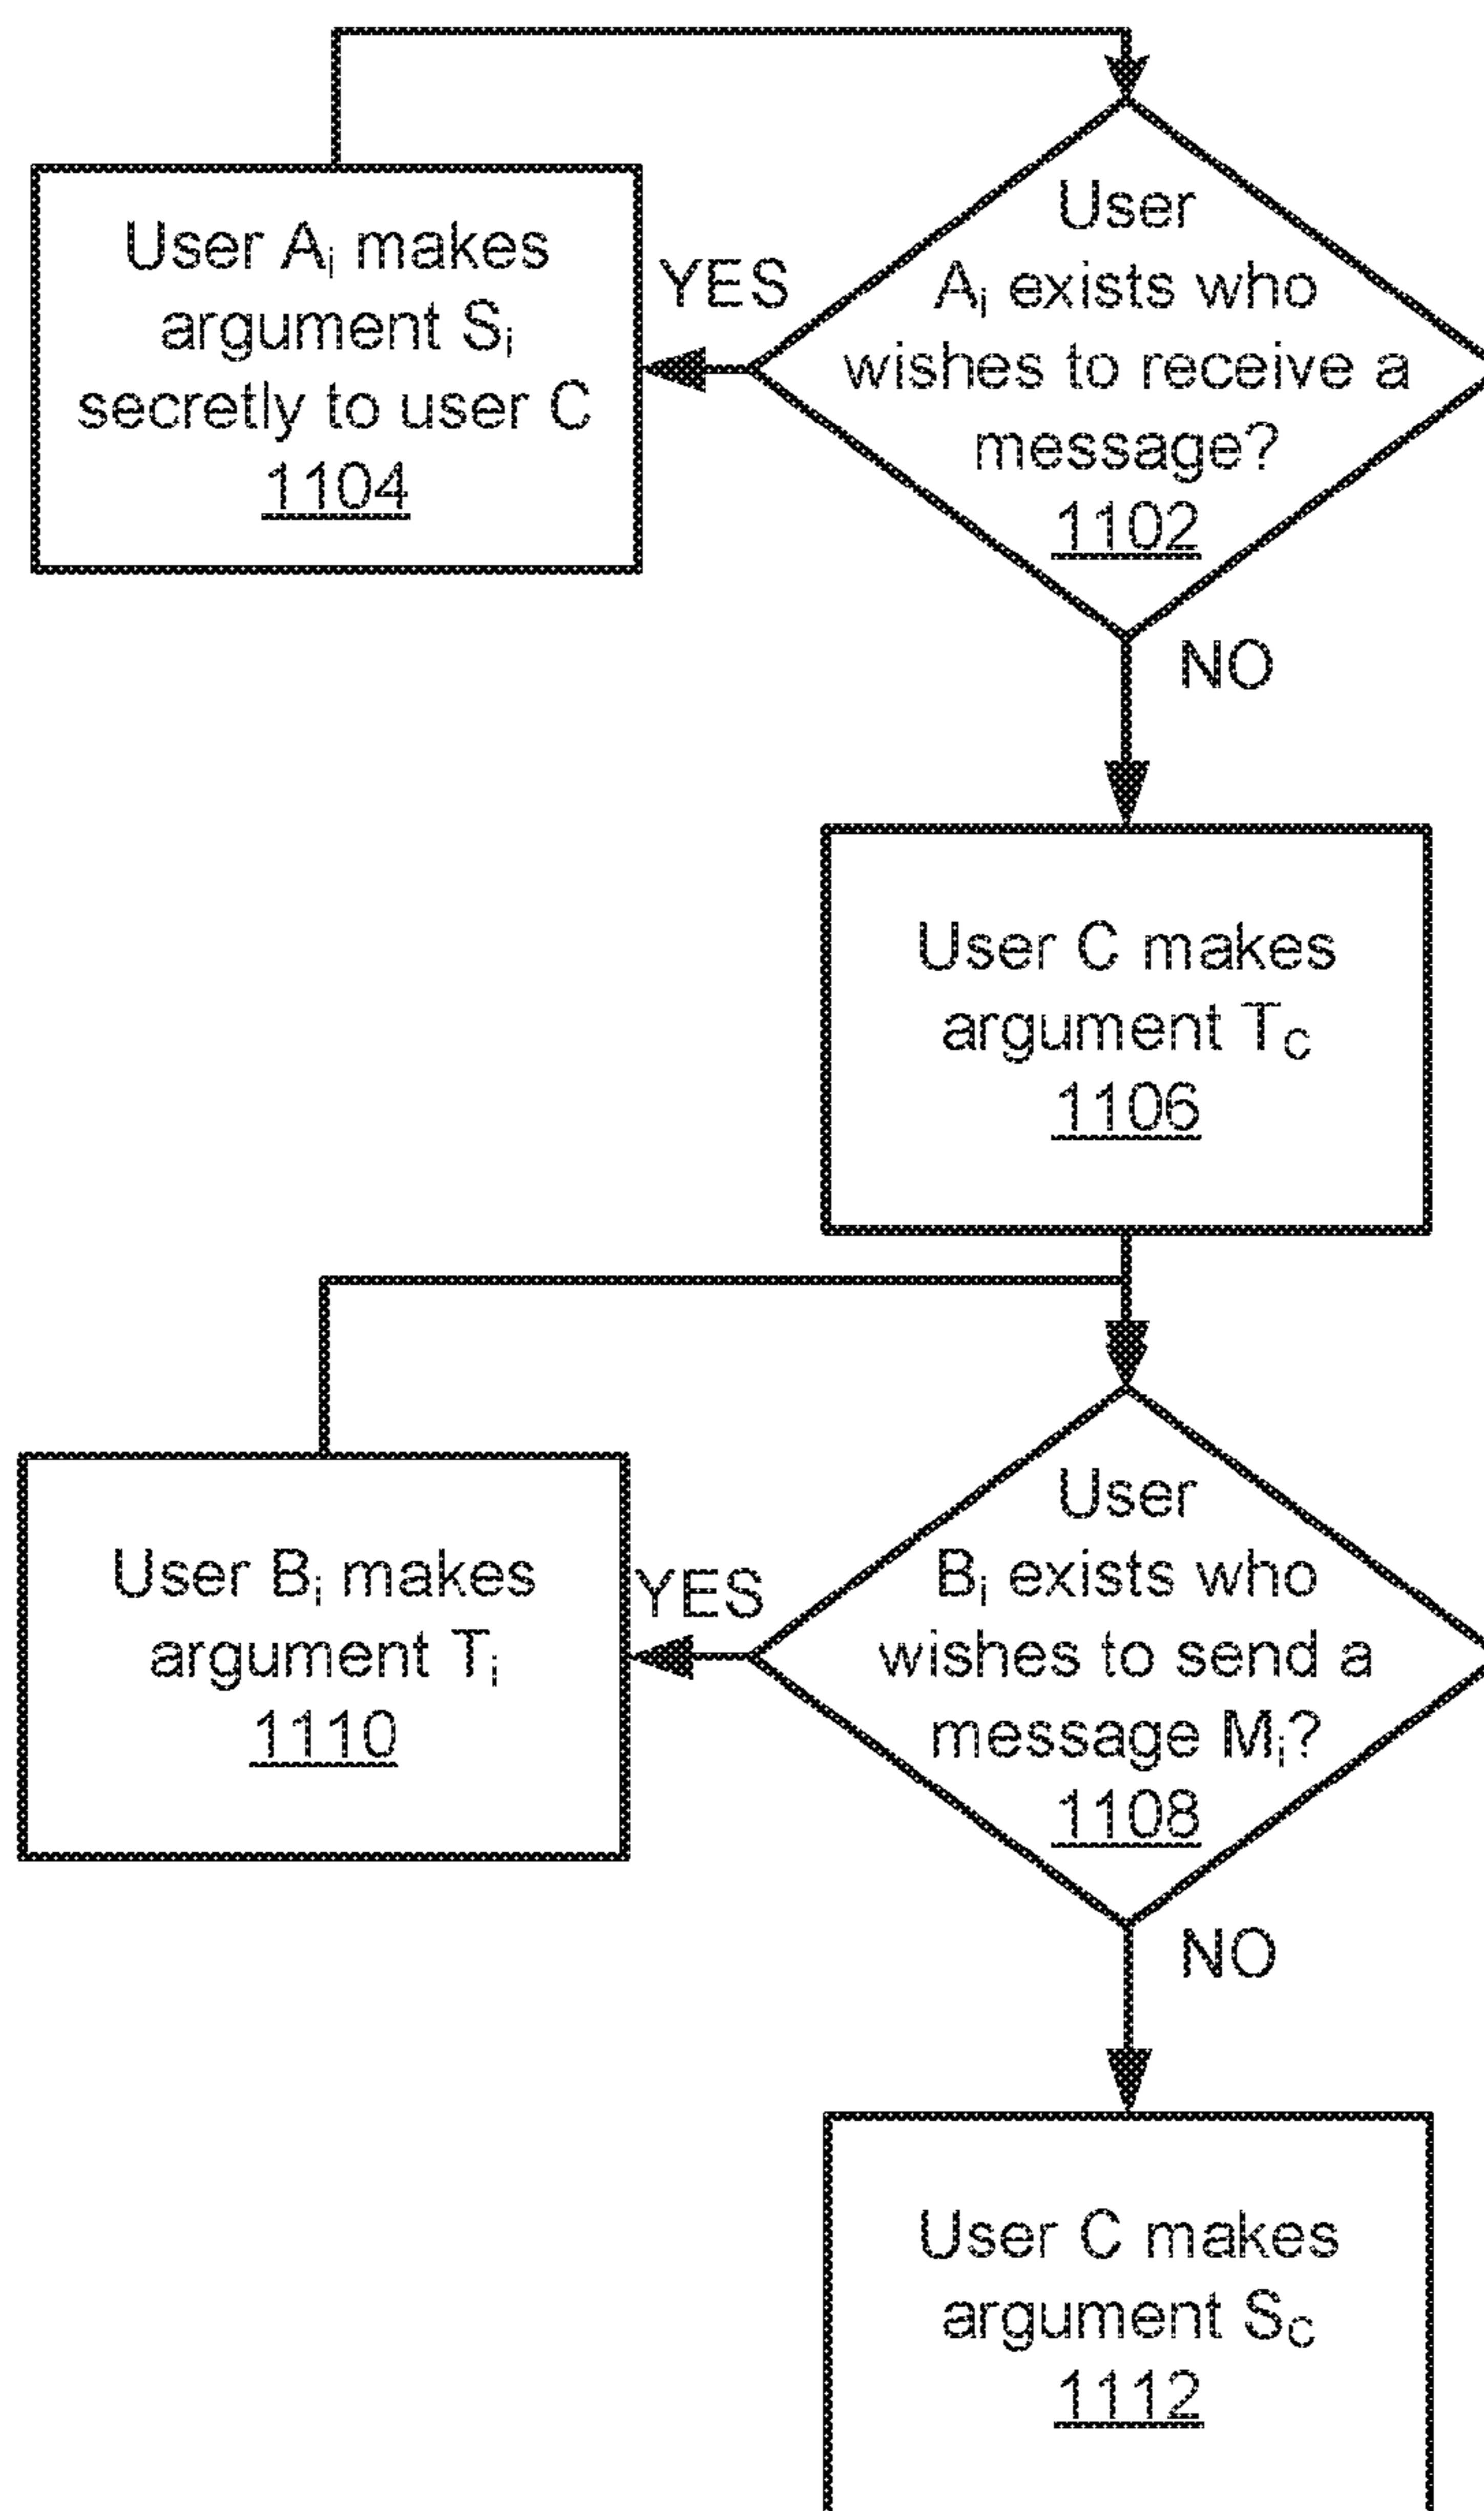 User
Aᵢ exists who
wishes to receive a
message?
1102
YES
User Aᵢ makes
argument Sᵢ
secretly to user C
1104
NO
User C makes
argument T_C
1106
User
Bᵢ exists who
wishes to send a
message Mᵢ?
1108
YES
User Bᵢ makes
argument Tᵢ
1110
NO
User C makes
argument S_C
1112